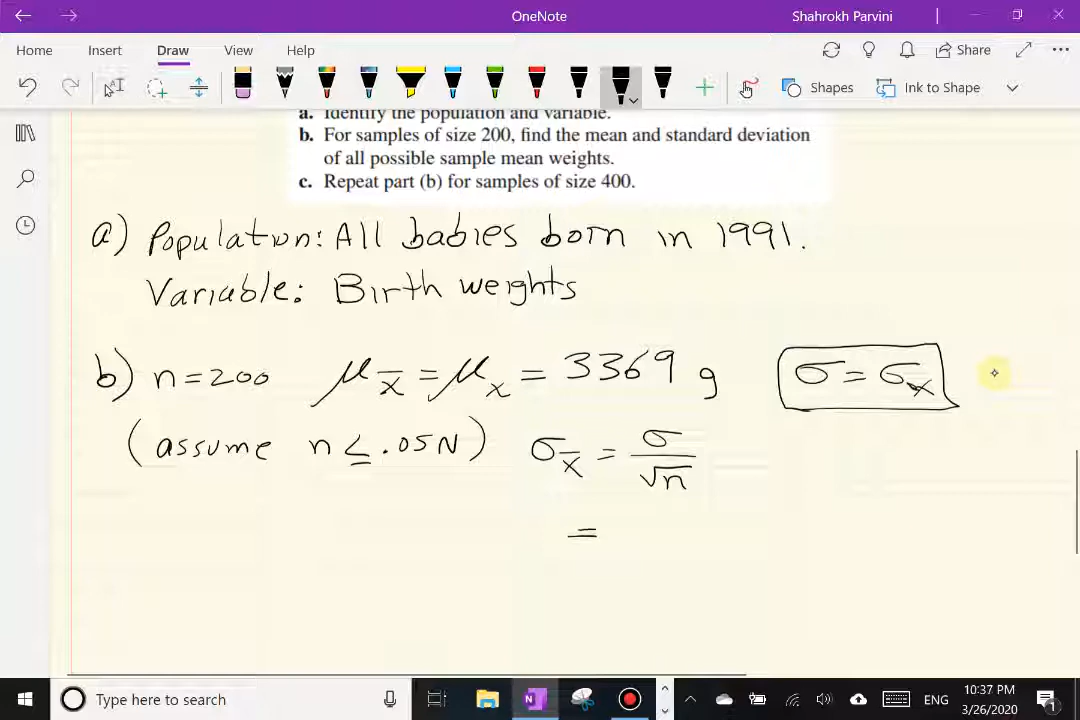 OneNote
Shahrokh Parvini
Home Insert Draw View Help
Share
Shapes
Ink to Shape
a. Identify the population and variable.
b. For samples of size 200, find the mean and standard deviation
of all possible sample mean weights.
c. Repeat part (b) for samples of size 400.
a) Population: All babies born in 1991.
Variable: Birth weights
b) n=200 μx̄ = μx = 3369 g σ = σx
(assume n ≤ .05N) σx̄ = σ/√n
=
Type here to search
ENG
10:37 PM
3/26/2020
1